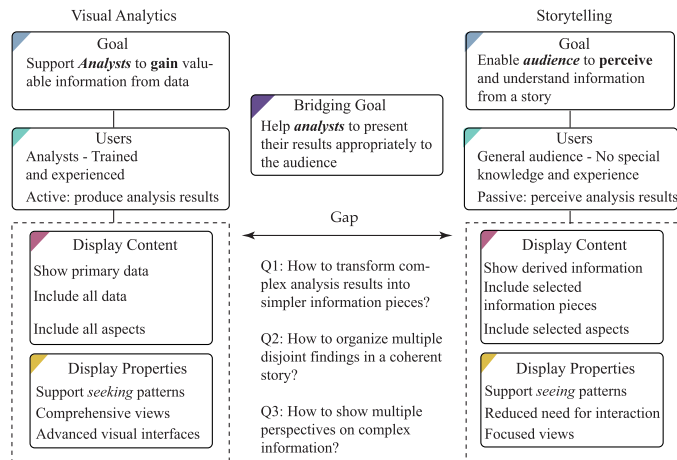 Visual Analytics
Goal
Support Analysts to gain valu-
able information from data
Users
Analysts - Trained
and experienced
Active: produce analysis results
Display Content
Show primary data
Include all data
Include all aspects
Display Properties
Support seeking patterns
Comprehensive views
Advanced visual interfaces
Bridging Goal
Help analysts to present
their results appropriately to
the audience
Gap
Q1: How to transform com-
plex analysis results into
simpler information pieces?
Q2: How to organize multiple
disjoint findings in a coherent
story?
Q3: How to show multiple
perspectives on complex
information?
Storytelling
Goal
Enable audience to perceive
and understand information
from a story
Users
General audience - No special
knowledge and experience
Passive: perceive analysis results
Display Content
Show derived information
Include selected
information pieces
Include selected aspects
Display Properties
Support seeing patterns
Reduced need for interaction
Focused views